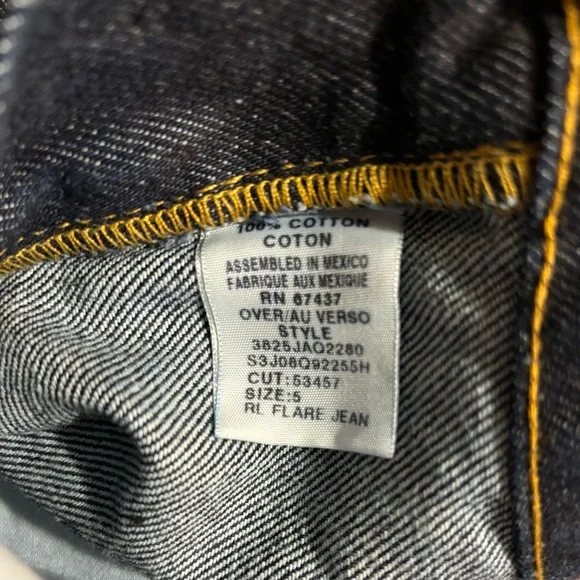 100% COTTON
COTON
ASSEMBLED IN MEXICO
FABRIQUE AUX MEXIQUE
RN 67437
OVER/AU VERSO
STYLE
3825JAQ2280
S3J08Q92255H
CUT: 53457
SIZE: 5
RL FLARE JEAN